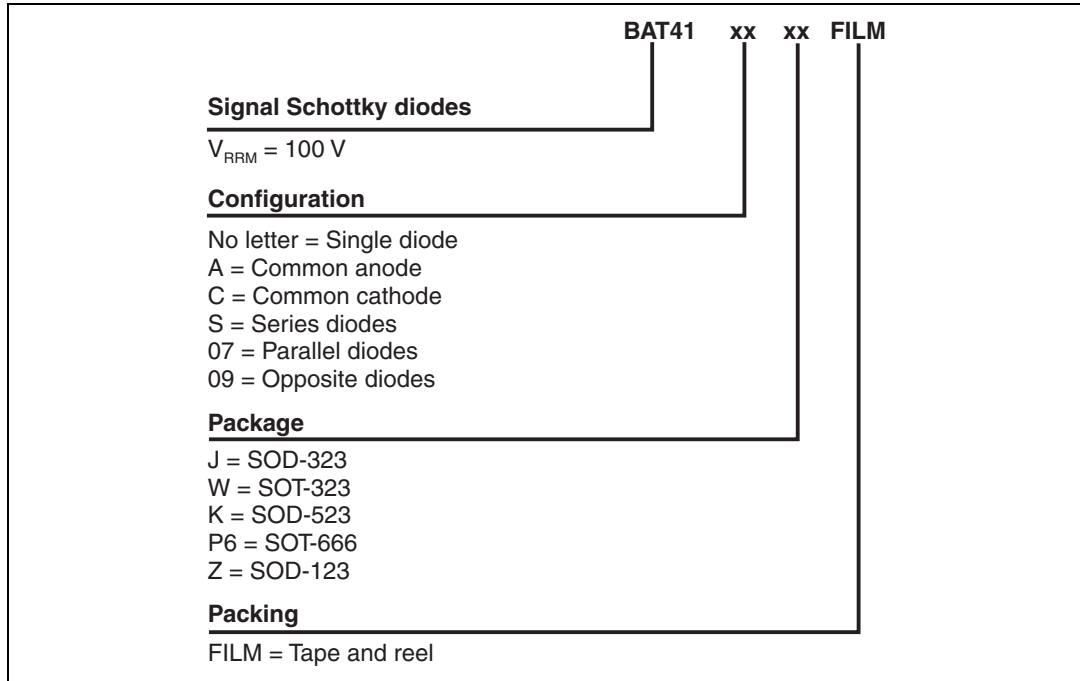 BAT41 xx xx FILM
Signal Schottky diodes
VRRM = 100 V
Configuration
No letter = Single diode
A = Common anode
C = Common cathode
S = Series diodes
07 = Parallel diodes
09 = Opposite diodes
Package
J = SOD-323
W = SOT-323
K = SOD-523
P6 = SOT-666
Z = SOD-123
Packing
FILM = Tape and reel